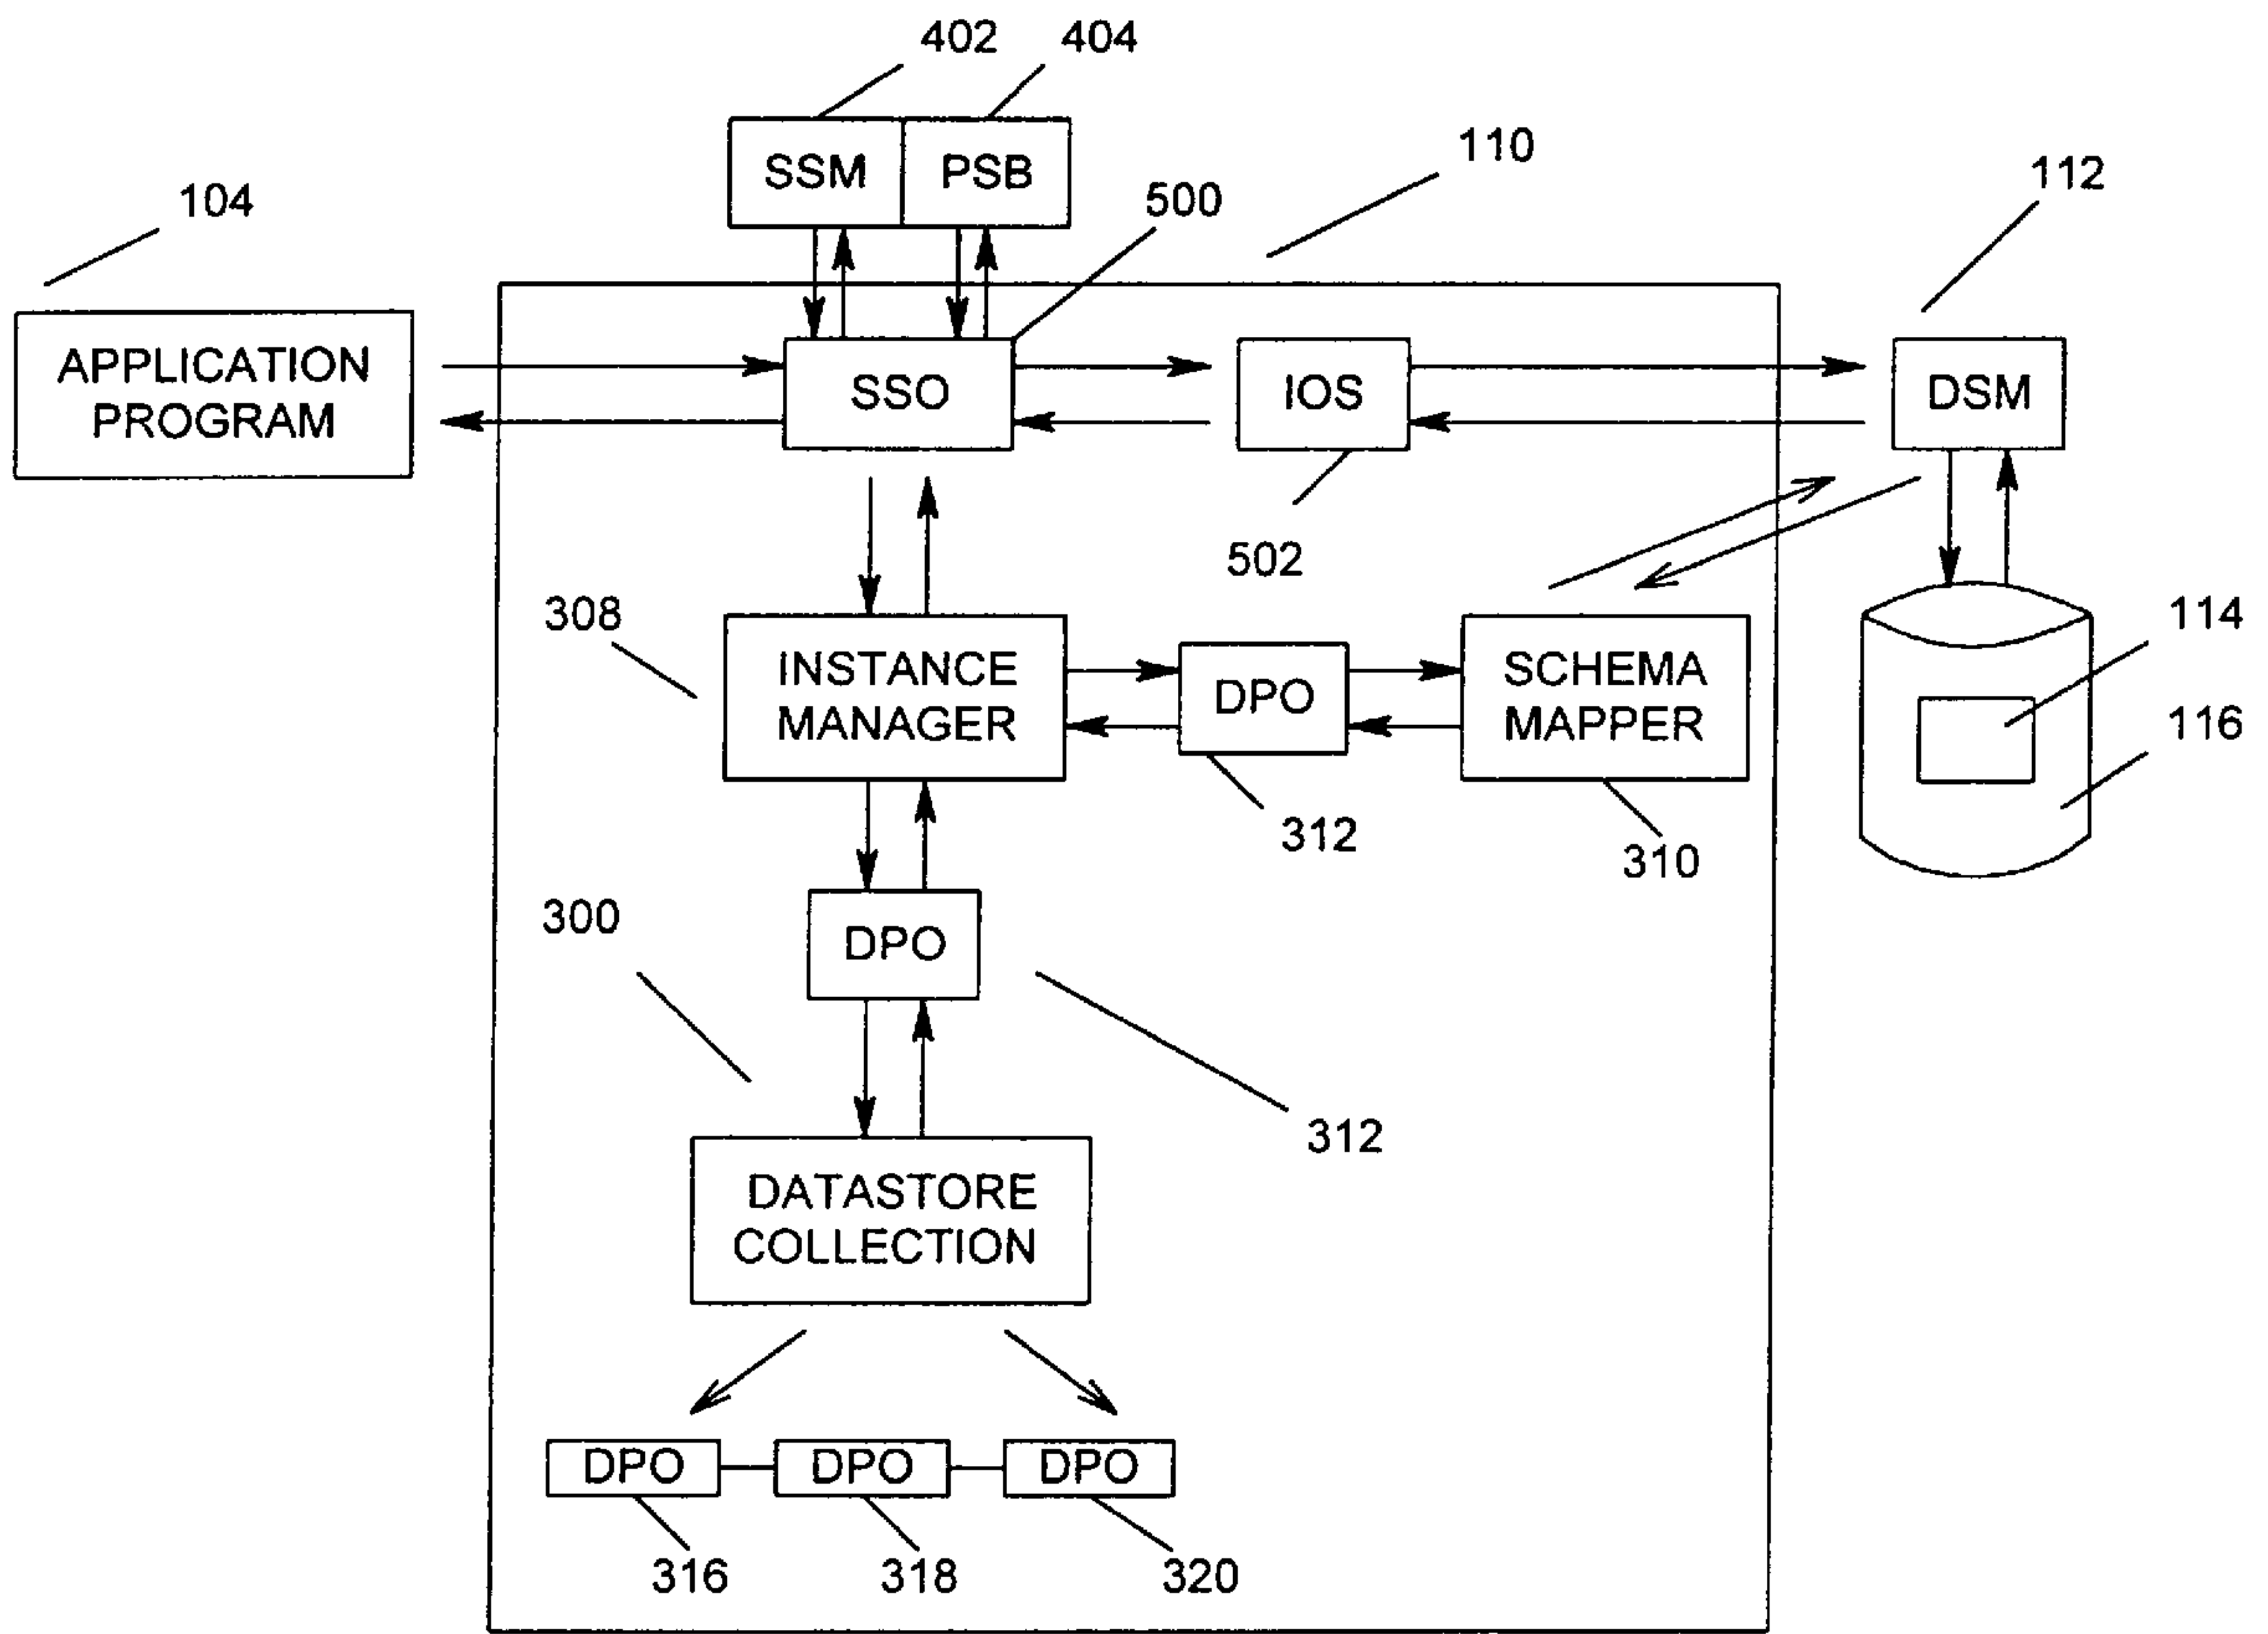 402
404
SSM
PSB
110
112
104
500
APPLICATION
PROGRAM
SSO
IOS
DSM
502
308
114
INSTANCE
MANAGER
DPO
SCHEMA
MAPPER
116
312
310
300
DPO
312
DATASTORE
COLLECTION
DPO
DPO
DPO
316
318
320